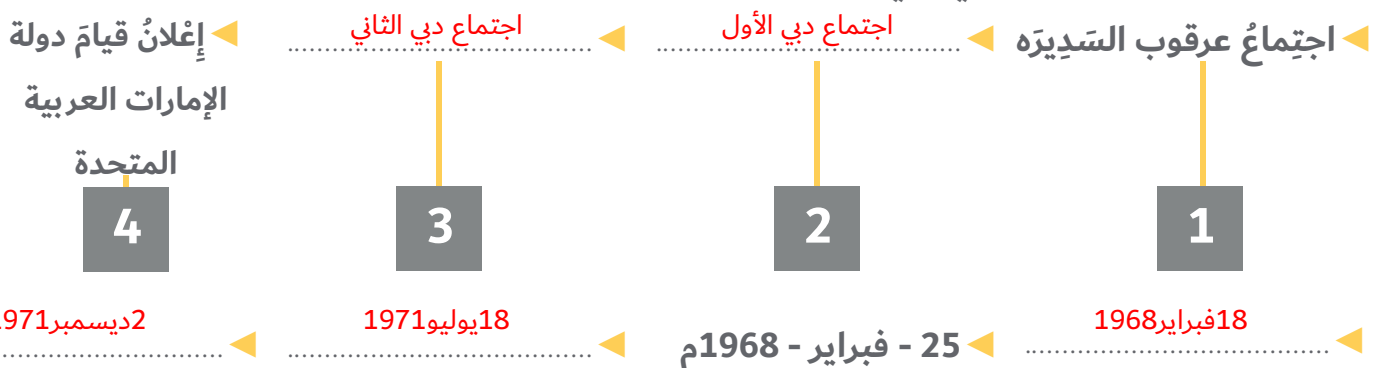 اجتِماعُ عرقوب السَدِيرَه
اجتماع دبي الأول
اجتماع دبي الثاني
إِعْلانُ قيامَ دولة
الإمارات العربية
المتحدة
1
2
3
4
18فبراير1968
25 - فبراير - 1968م
18يوليو1971
2ديسمبر1971